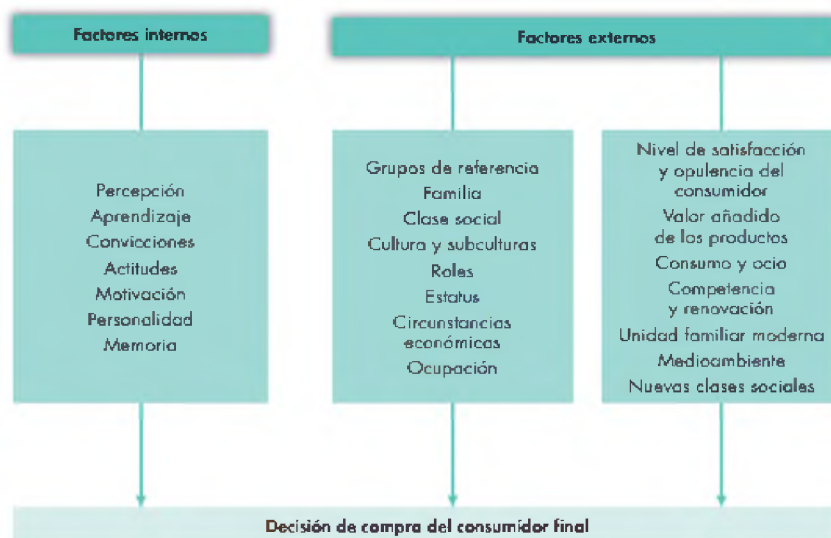 Factores internos
Factores externos
Percepción
Aprendizaje
Convicciones
Actitudes
Motivación
Personalidad
Memoria
Grupos de referencia
Familia
Clase social
Cultura y subculturas
Roles
Estatus
Circunstancias
económicas
Ocupación
Nivel de satisfacción
y opulencia del
consumidor
Valor añadido
de los productos
Consumo y ocio
Competencia
y renovación
Unidad familiar moderna
Medioambiente
Nuevas clases sociales
Decisión de compra del consumidor final